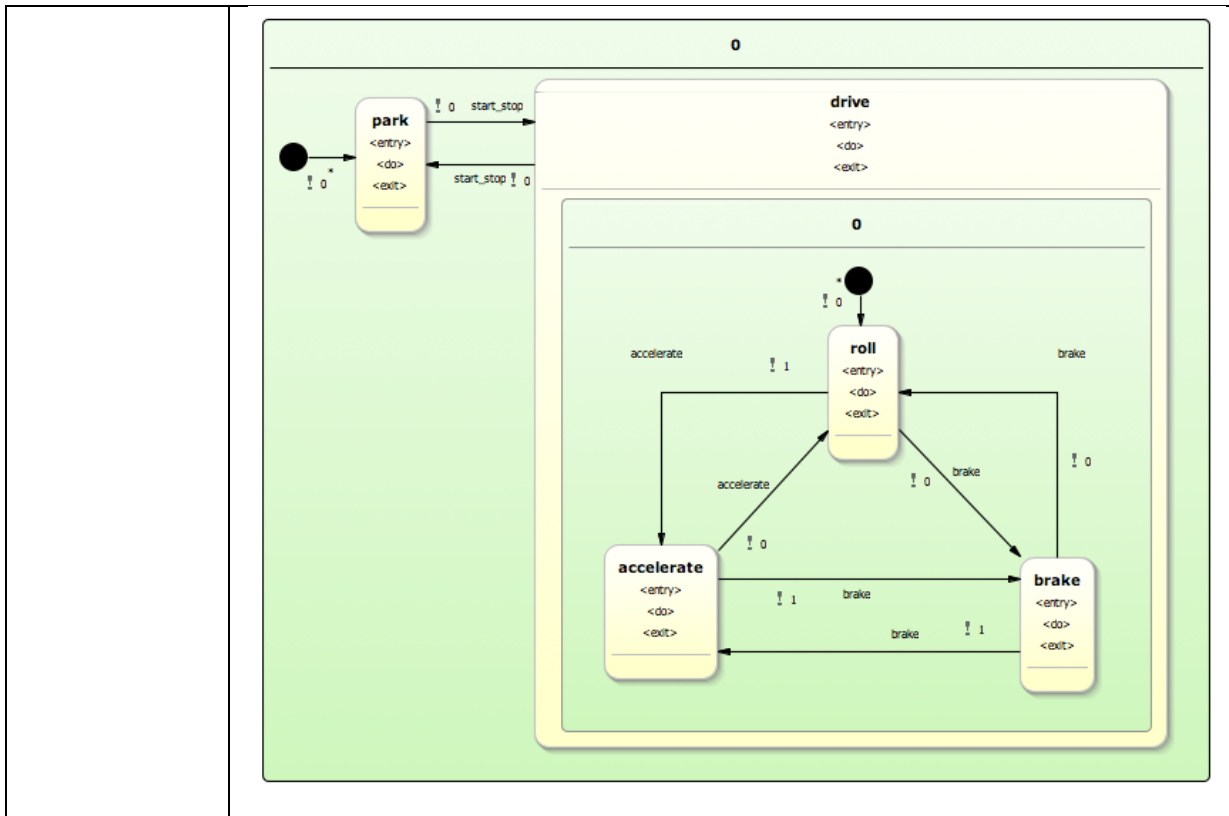 0
! 0 start_stop
park
<entry>
<do>
<exit>
*
! 0
start_stop ! 0
drive
<entry>
<do>
<exit>
0
*
! 0
roll
<entry>
<do>
<exit>
accelerate
! 1
brake
accelerate
! 0
brake
! 0
! 0
accelerate
<entry>
<do>
<exit>
! 1 brake
brake ! 1
brake
<entry>
<do>
<exit>